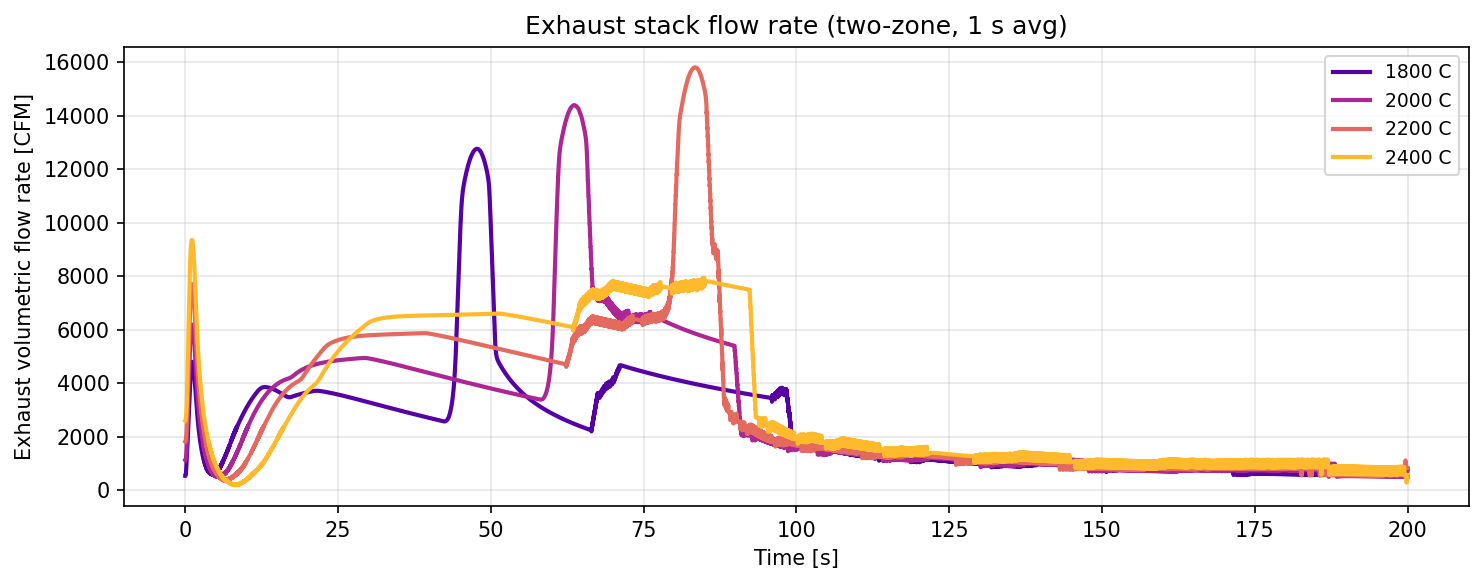 Exhaust stack flow rate (two-zone, 1 s avg)
Exhaust volumetric flow rate [CFM]
16000
14000
12000
10000
8000
6000
4000
2000
0
1800 C
2000 C
2200 C
2400 C
0 25 50 75 100 125 150 175 200
Time [s]